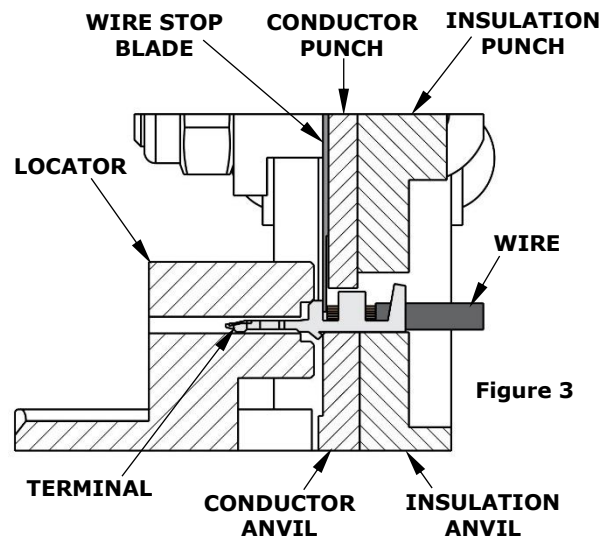 WIRE STOP
BLADE
CONDUCTOR
PUNCH
INSULATION
PUNCH
LOCATOR
WIRE
Figure 3
TERMINAL
CONDUCTOR
ANVIL
INSULATION
ANVIL